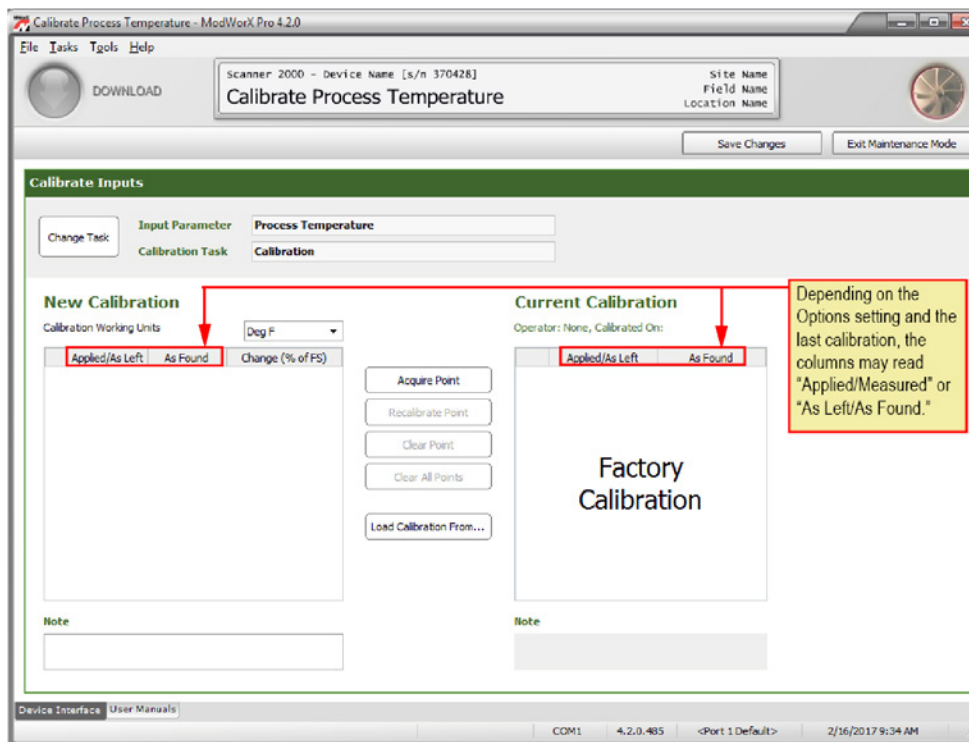 Calibrate Process Temperature - ModWorX Pro 4.2.0
File Tasks Tools Help
DOWNLOAD
Scanner 2000 - Device Name [s/n 370428]
Calibrate Process Temperature
Site Name
Field Name
Location Name
Save Changes
Exit Maintenance Mode
Calibrate Inputs
Change Task
Input Parameter
Process Temperature
Calibration Task
Calibration
New Calibration
Calibration Working Units
Deg F
Applied/As Left As Found Change (% of FS)
Acquire Point
Recalibrate Point
Clear Point
Clear All Points
Load Calibration From...
Note
Current Calibration
Operator: None, Calibrated On:
Applied/As Left As Found
Factory
Calibration
Note
Depending on the
Options setting and the
last calibration, the
columns may read
“Applied/Measured” or
“As Left/As Found.”
Device Interface User Manuals
COM1 4.2.0.485 <Port 1 Default> 2/16/2017 9:34 AM